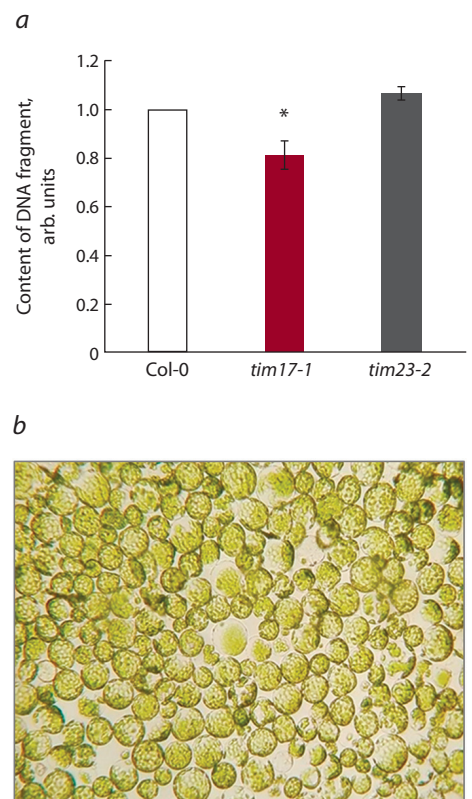 a
Content of DNA fragment,
arb. units
1.2
1.0
0.8
0.6
0.4
0.2
0
*
Col-0 tim17-1 tim23-2
b